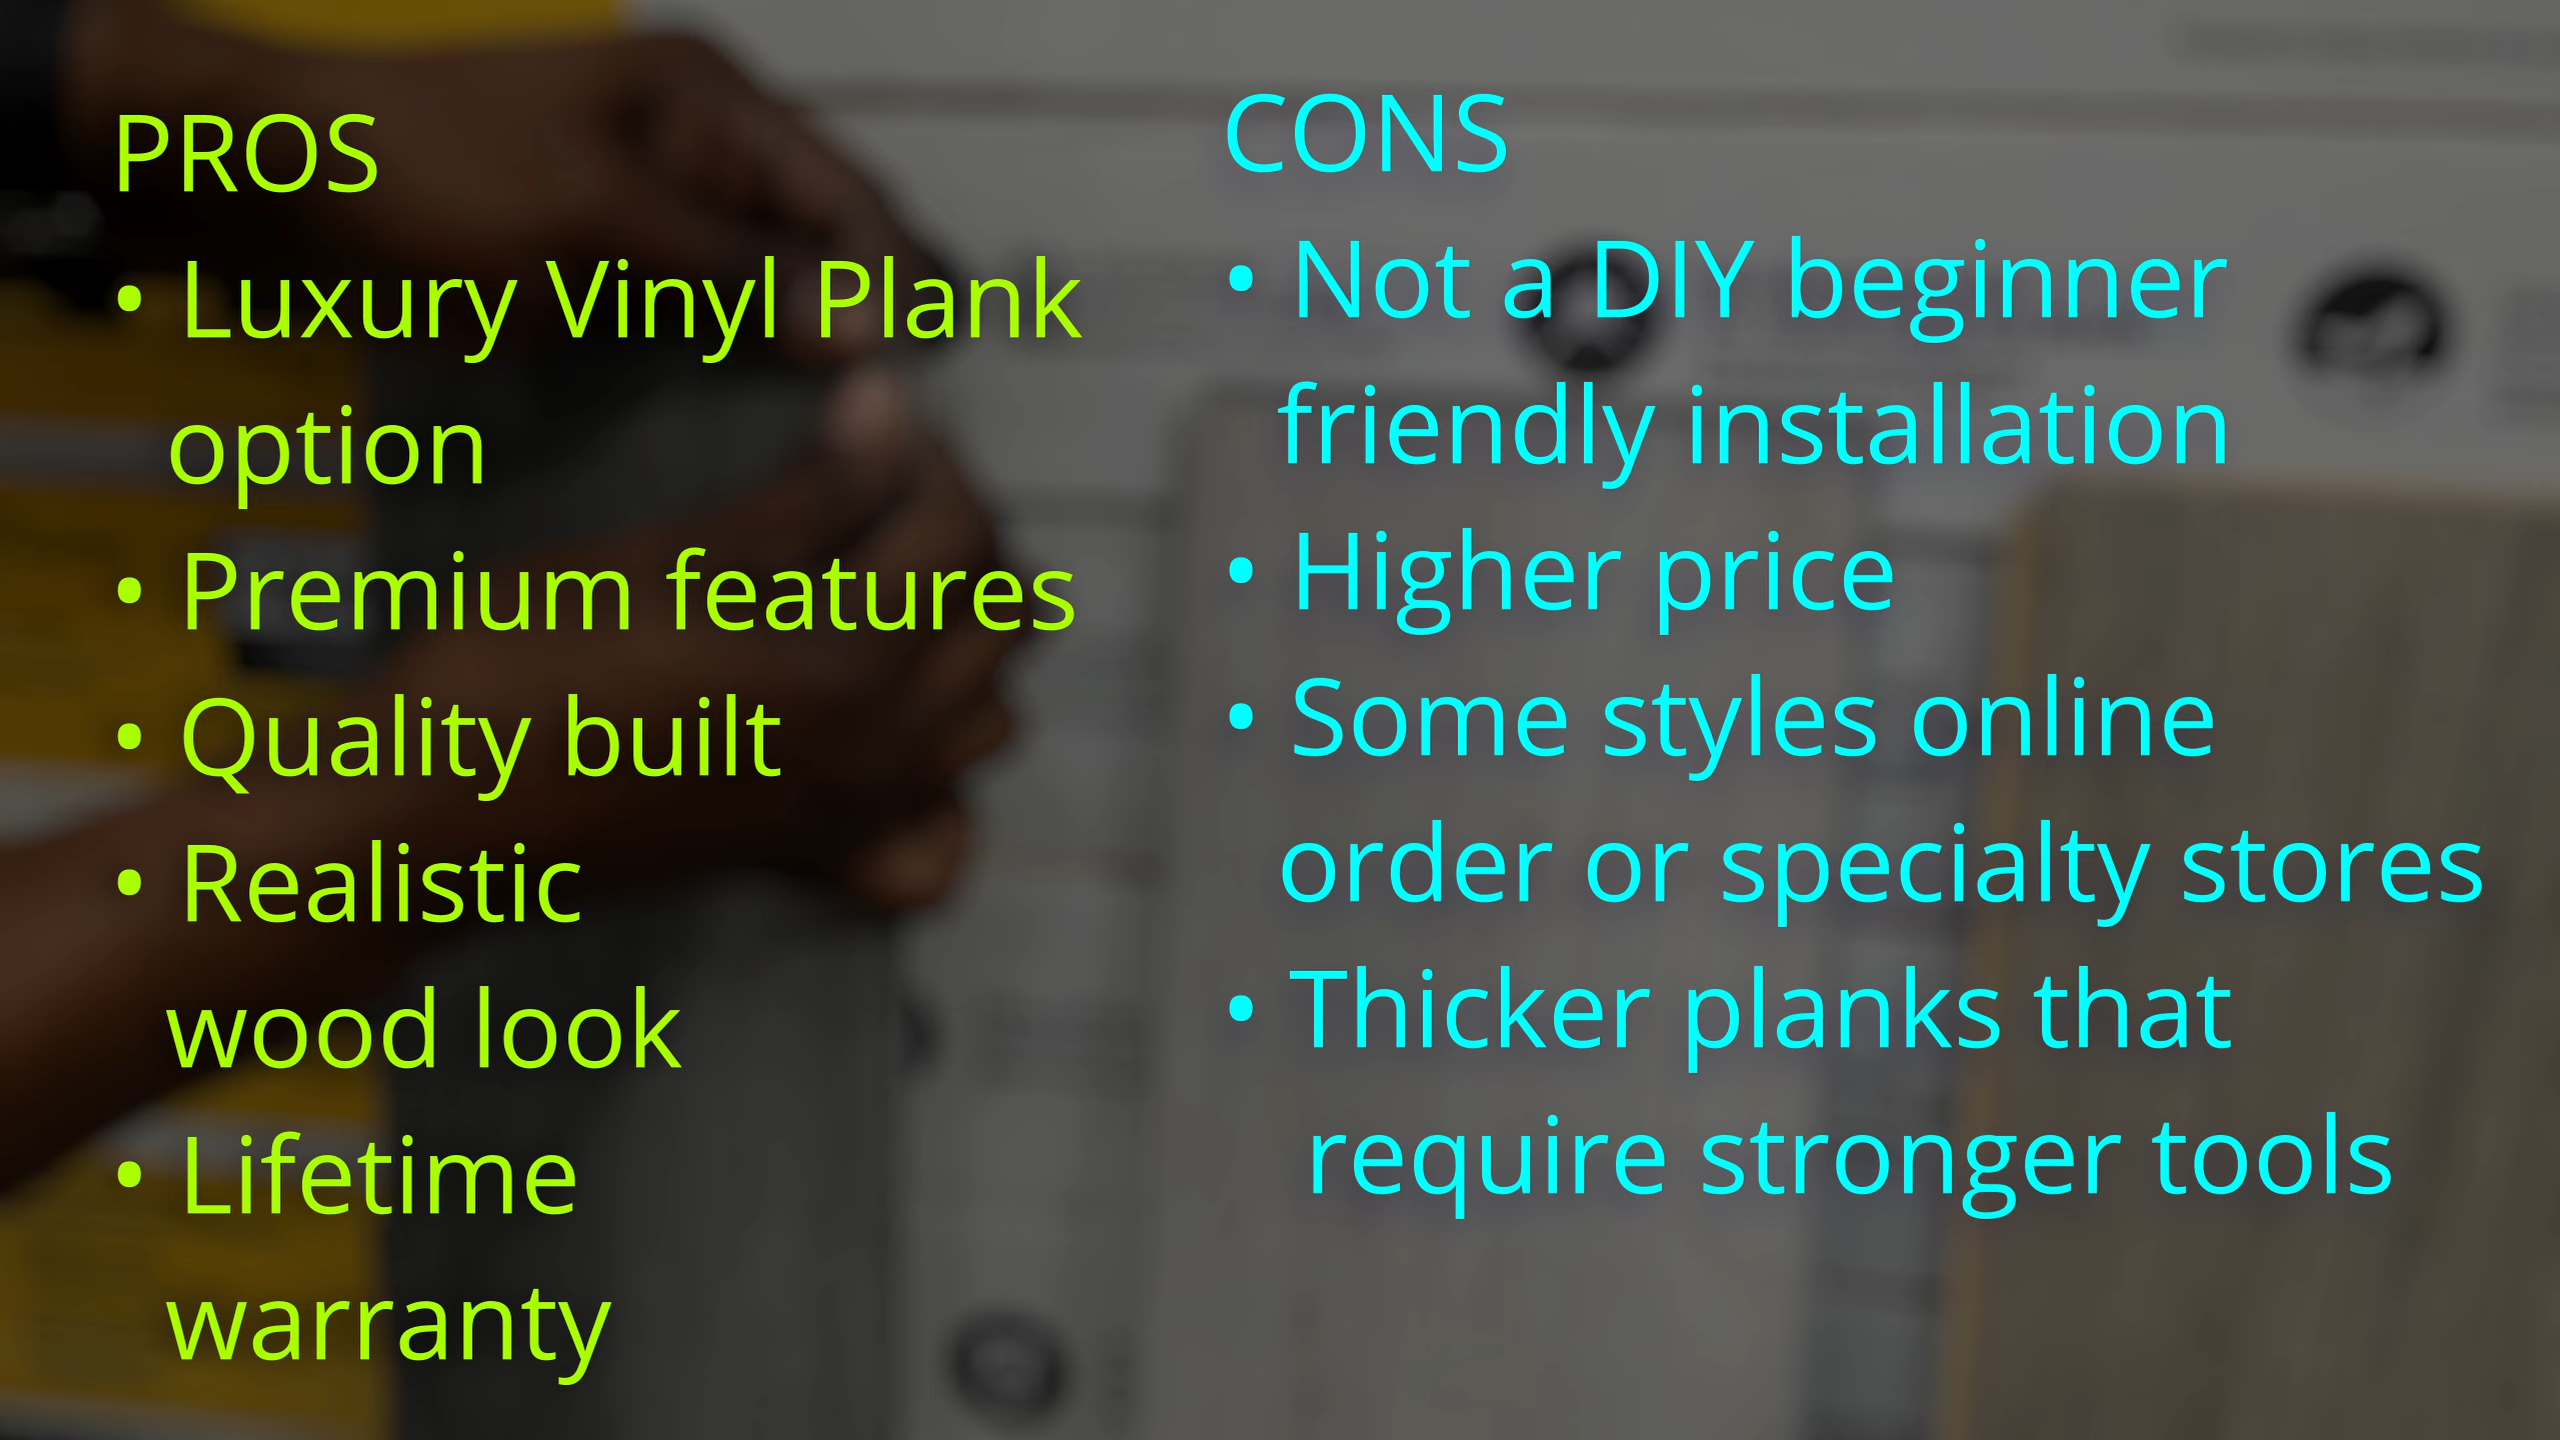 PROS
• Luxury Vinyl Plank
option
• Premium features
• Quality built
• Realistic
wood look
• Lifetime
warranty
CONS
• Not a DIY beginner
friendly installation
• Higher price
• Some styles online
order or specialty stores
• Thicker planks that
require stronger tools